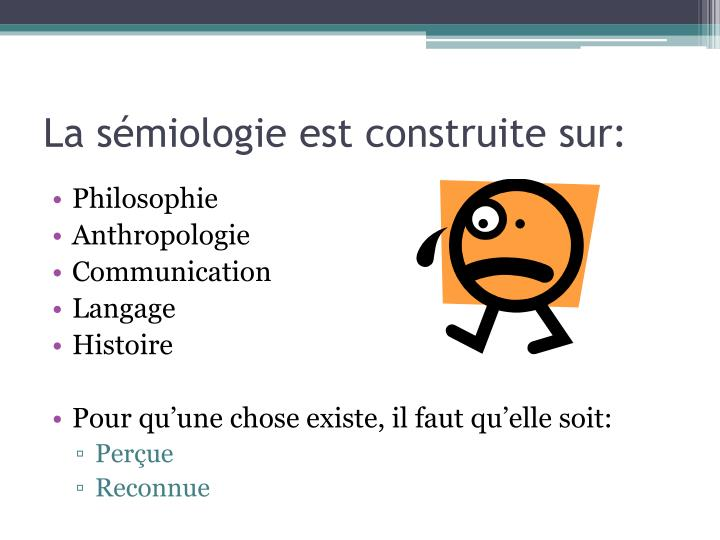 La sémiologie est construite sur:
• Philosophie
• Anthropologie
• Communication
• Langage
• Histoire
• Pour qu’une chose existe, il faut qu’elle soit:
▫ Perçue
▫ Reconnue